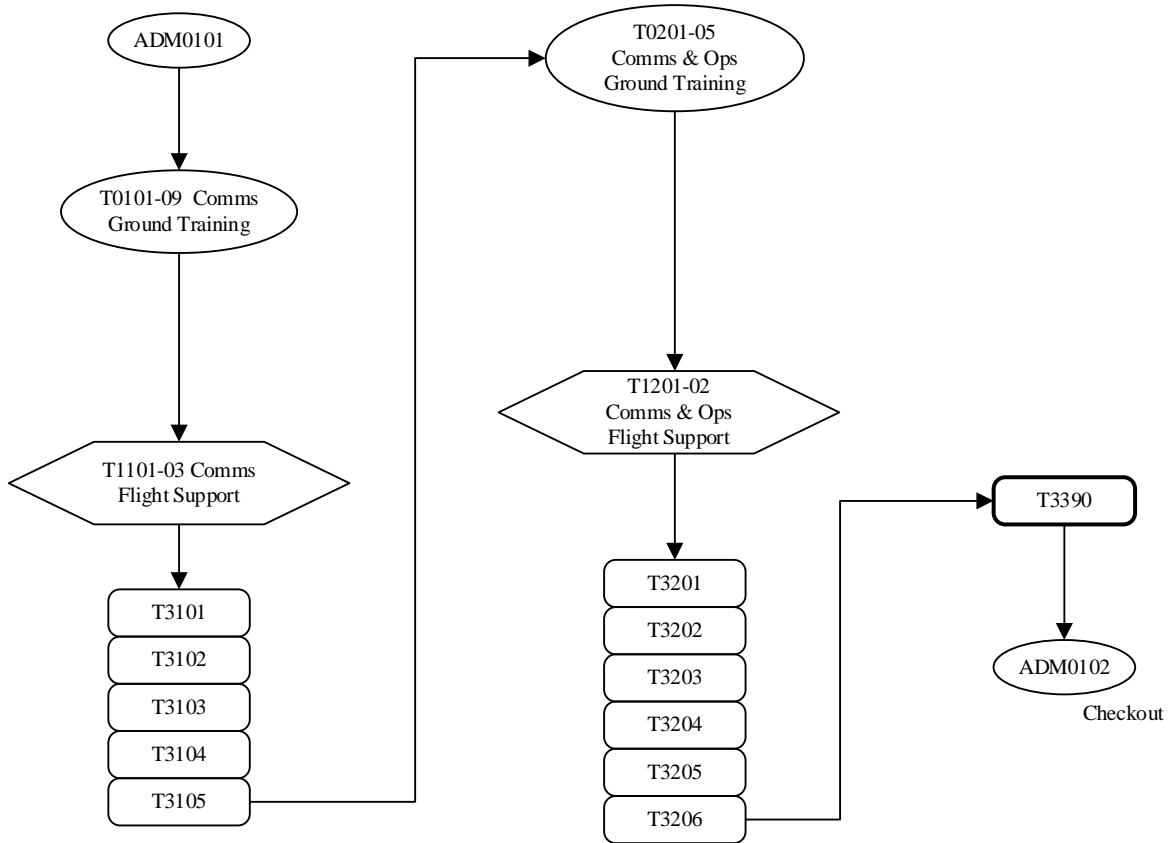 ADM0101
T0101-09  Comms
Ground Training
T1101-03 Comms
Flight Support
T3101
T3102
T3103
T3104
T3105
T0201-05
Comms & Ops
Ground Training
T1201-02
Comms & Ops
Flight Support
T3201
T3202
T3203
T3204
T3205
T3206
T3390
ADM0102
Checkout